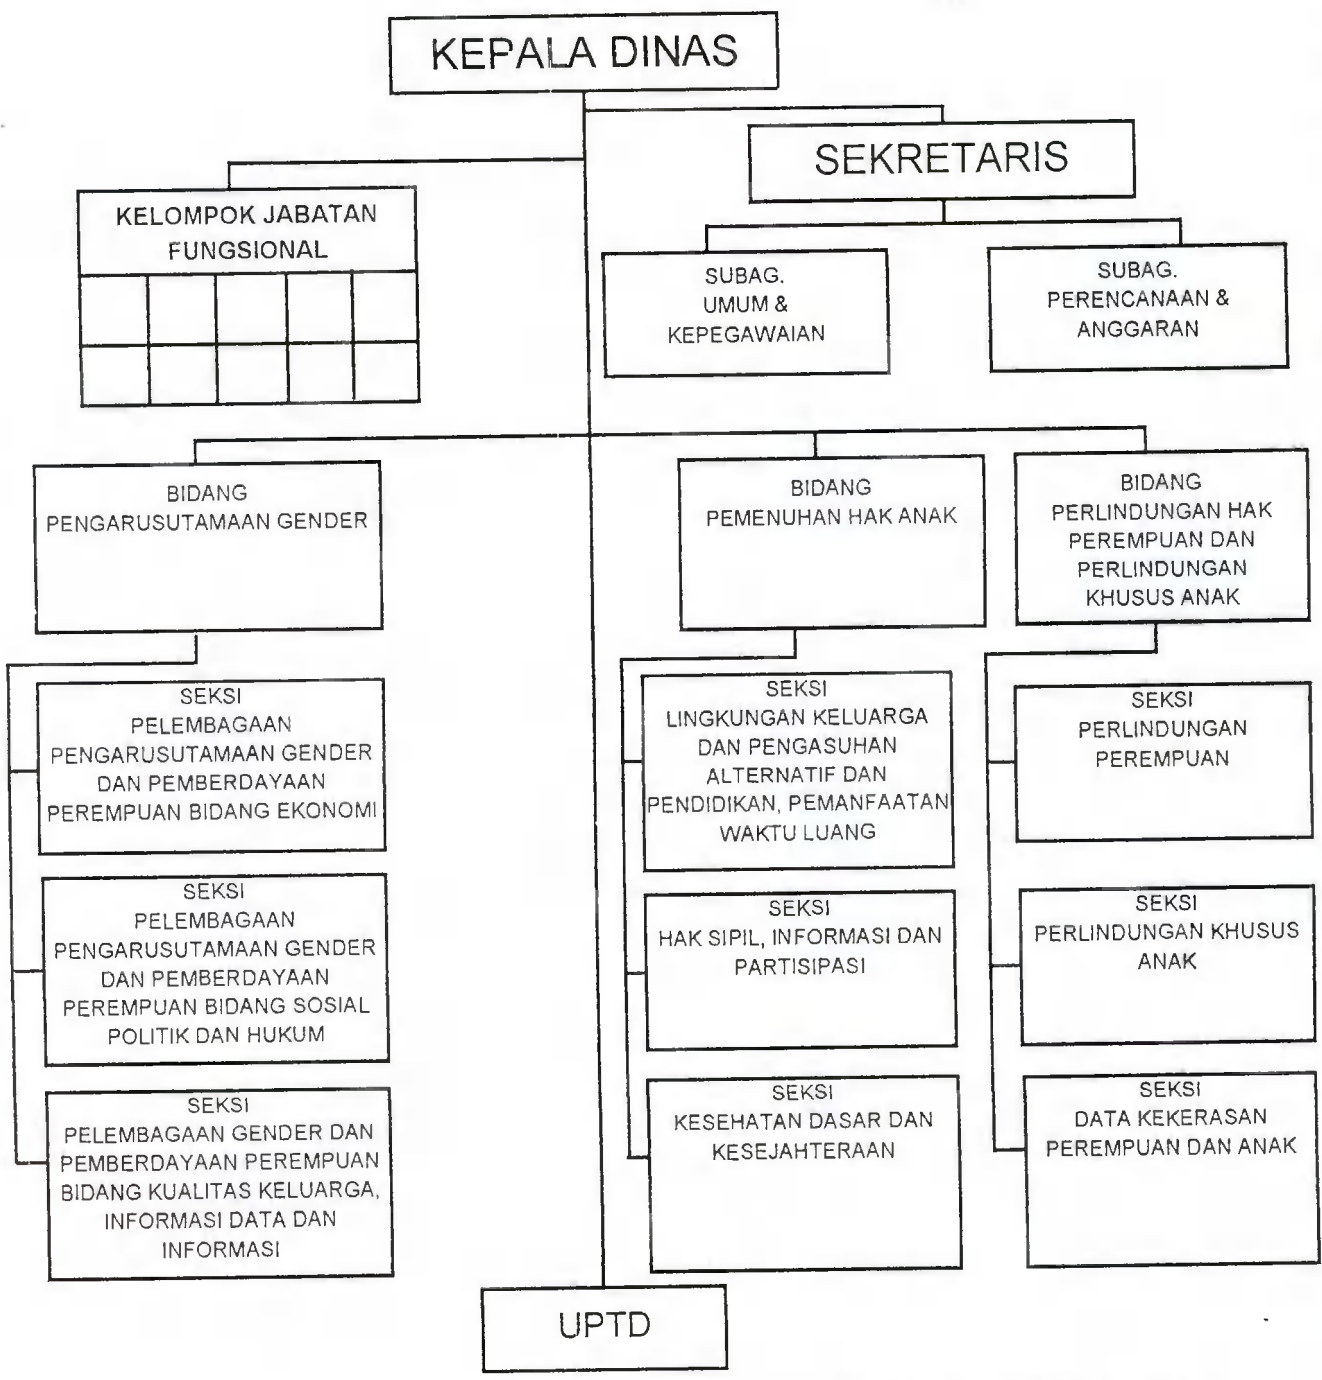 KEPALA DINAS
SEKRETARIS
KELOMPOK JABATAN
FUNGSIONAL
SUBAG.
UMUM &
KEPEGAWAIAN
SUBAG.
PERENCANAAN &
ANGGARAN
BIDANG
PENGARUSUTAMAAN GENDER
BIDANG
PEMENUHAN HAK ANAK
BIDANG
PERLINDUNGAN HAK
PEREMPUAN DAN
PERLINDUNGAN
KHUSUS ANAK
SEKSI
PELEMBAGAAN
PENGARUSUTAMAAN GENDER
DAN PEMBERDAYAAN
PEREMPUAN BIDANG EKONOMI
SEKSI
PELEMBAGAAN
PENGARUSUTAMAAN GENDER
DAN PEMBERDAYAAN
PEREMPUAN BIDANG SOSIAL
POLITIK DAN HUKUM
SEKSI
PELEMBAGAAN GENDER DAN
PEMBERDAYAAN PEREMPUAN
BIDANG KUALITAS KELUARGA,
INFORMASI DATA DAN
INFORMASI
SEKSI
LINGKUNGAN KELUARGA
DAN PENGASUHAN
ALTERNATIF DAN
PENDIDIKAN, PEMANFAATAN
WAKTU LUANG
SEKSI
HAK SIPIL, INFORMASI DAN
PARTISIPASI
SEKSI
KESEHATAN DASAR DAN
KESEJAHTERAAN
SEKSI
PERLINDUNGAN
PEREMPUAN
SEKSI
PERLINDUNGAN KHUSUS
ANAK
SEKSI
DATA KEKERASAN
PEREMPUAN DAN ANAK
UPTD